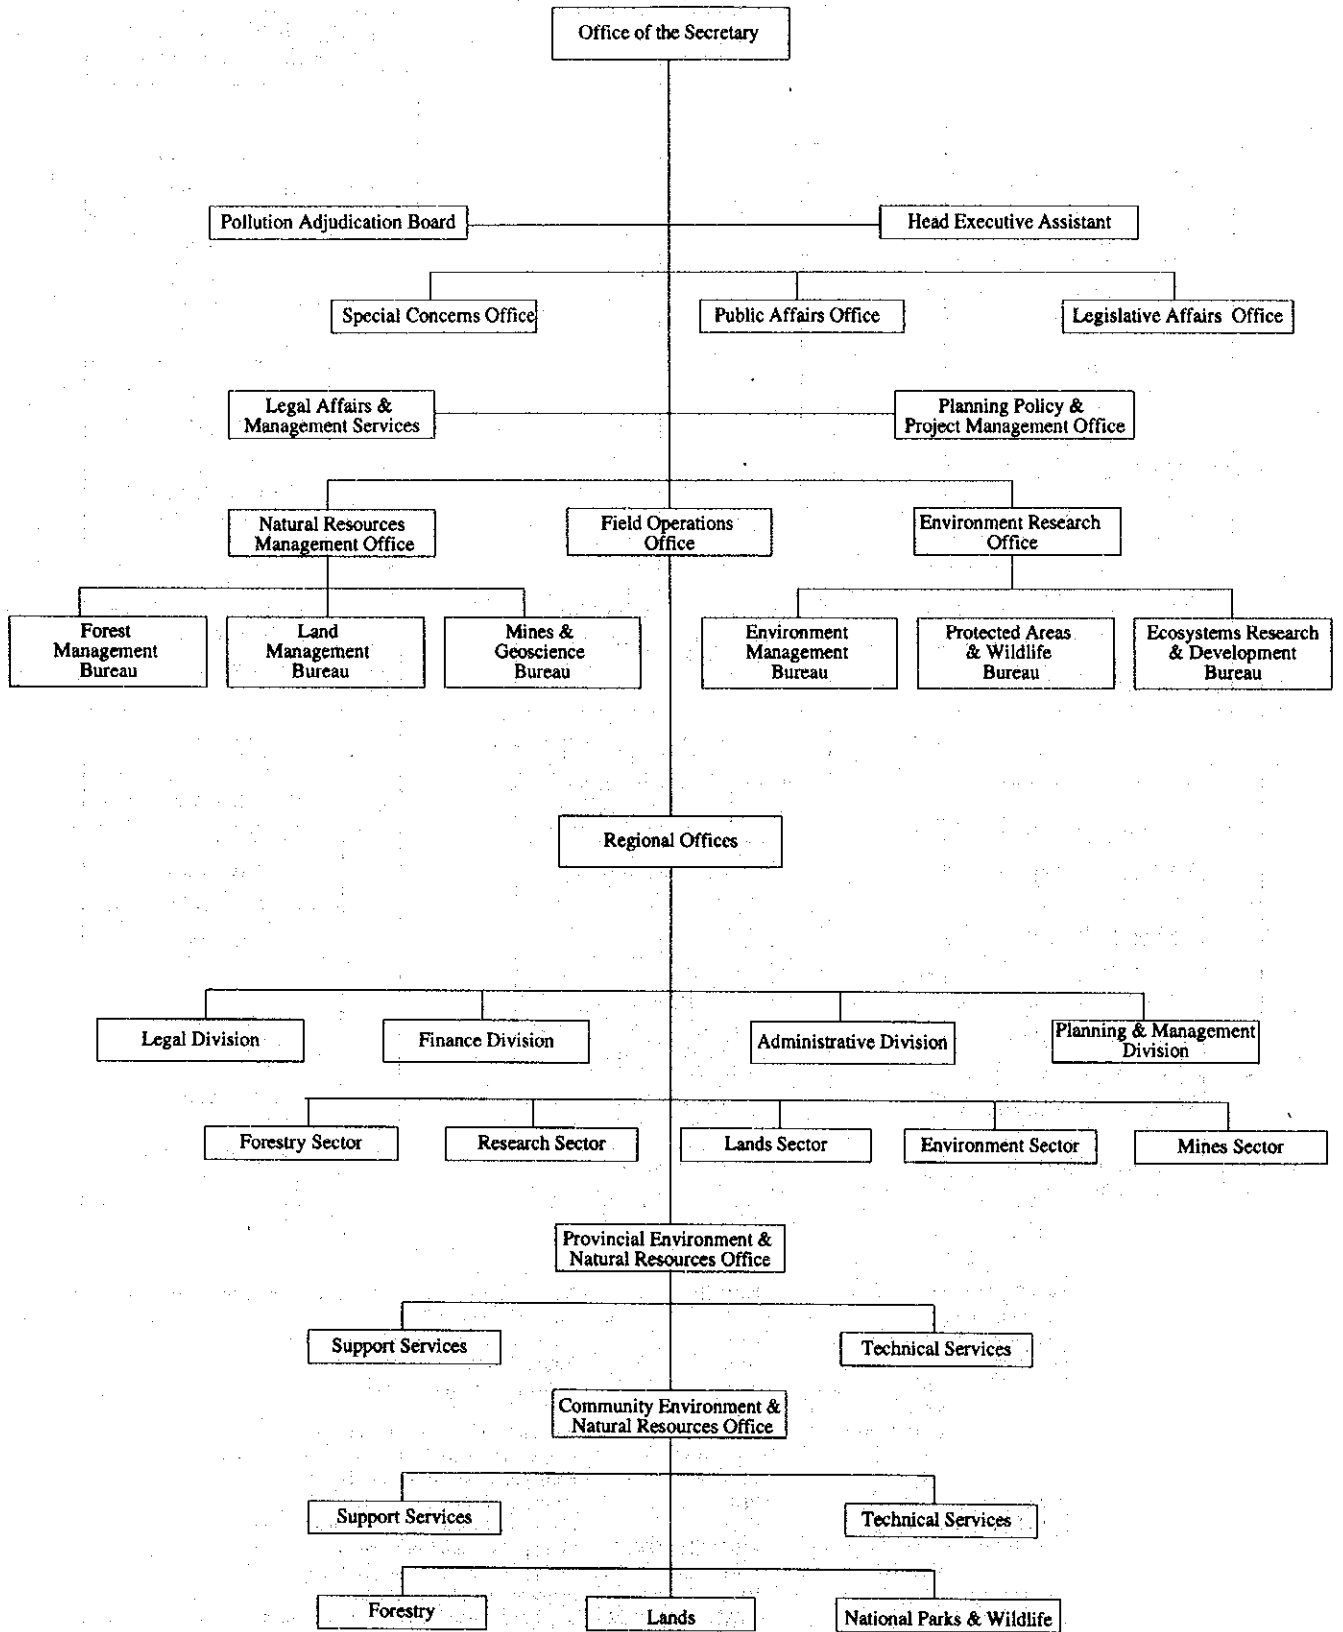 Office of the Secretary
Pollution Adjudication Board
Head Executive Assistant
Special Concerns Office
Public Affairs Office
Legislative Affairs Office
Legal Affairs &
Management Services
Planning Policy &
Project Management Office
Natural Resources
Management Office
Field Operations
Office
Environment Research
Office
Forest
Management
Bureau
Land
Management
Bureau
Mines &
Geoscience
Bureau
Environment
Management
Bureau
Protected Areas
& Wildlife
Bureau
Ecosystems Research
& Development
Bureau
Regional Offices
Legal Division
Finance Division
Administrative Division
Planning & Management
Division
Forestry Sector
Research Sector
Lands Sector
Environment Sector
Mines Sector
Provincial Environment &
Natural Resources Office
Support Services
Technical Services
Community Environment &
Natural Resources Office
Support Services
Technical Services
Forestry
Lands
National Parks & Wildlife